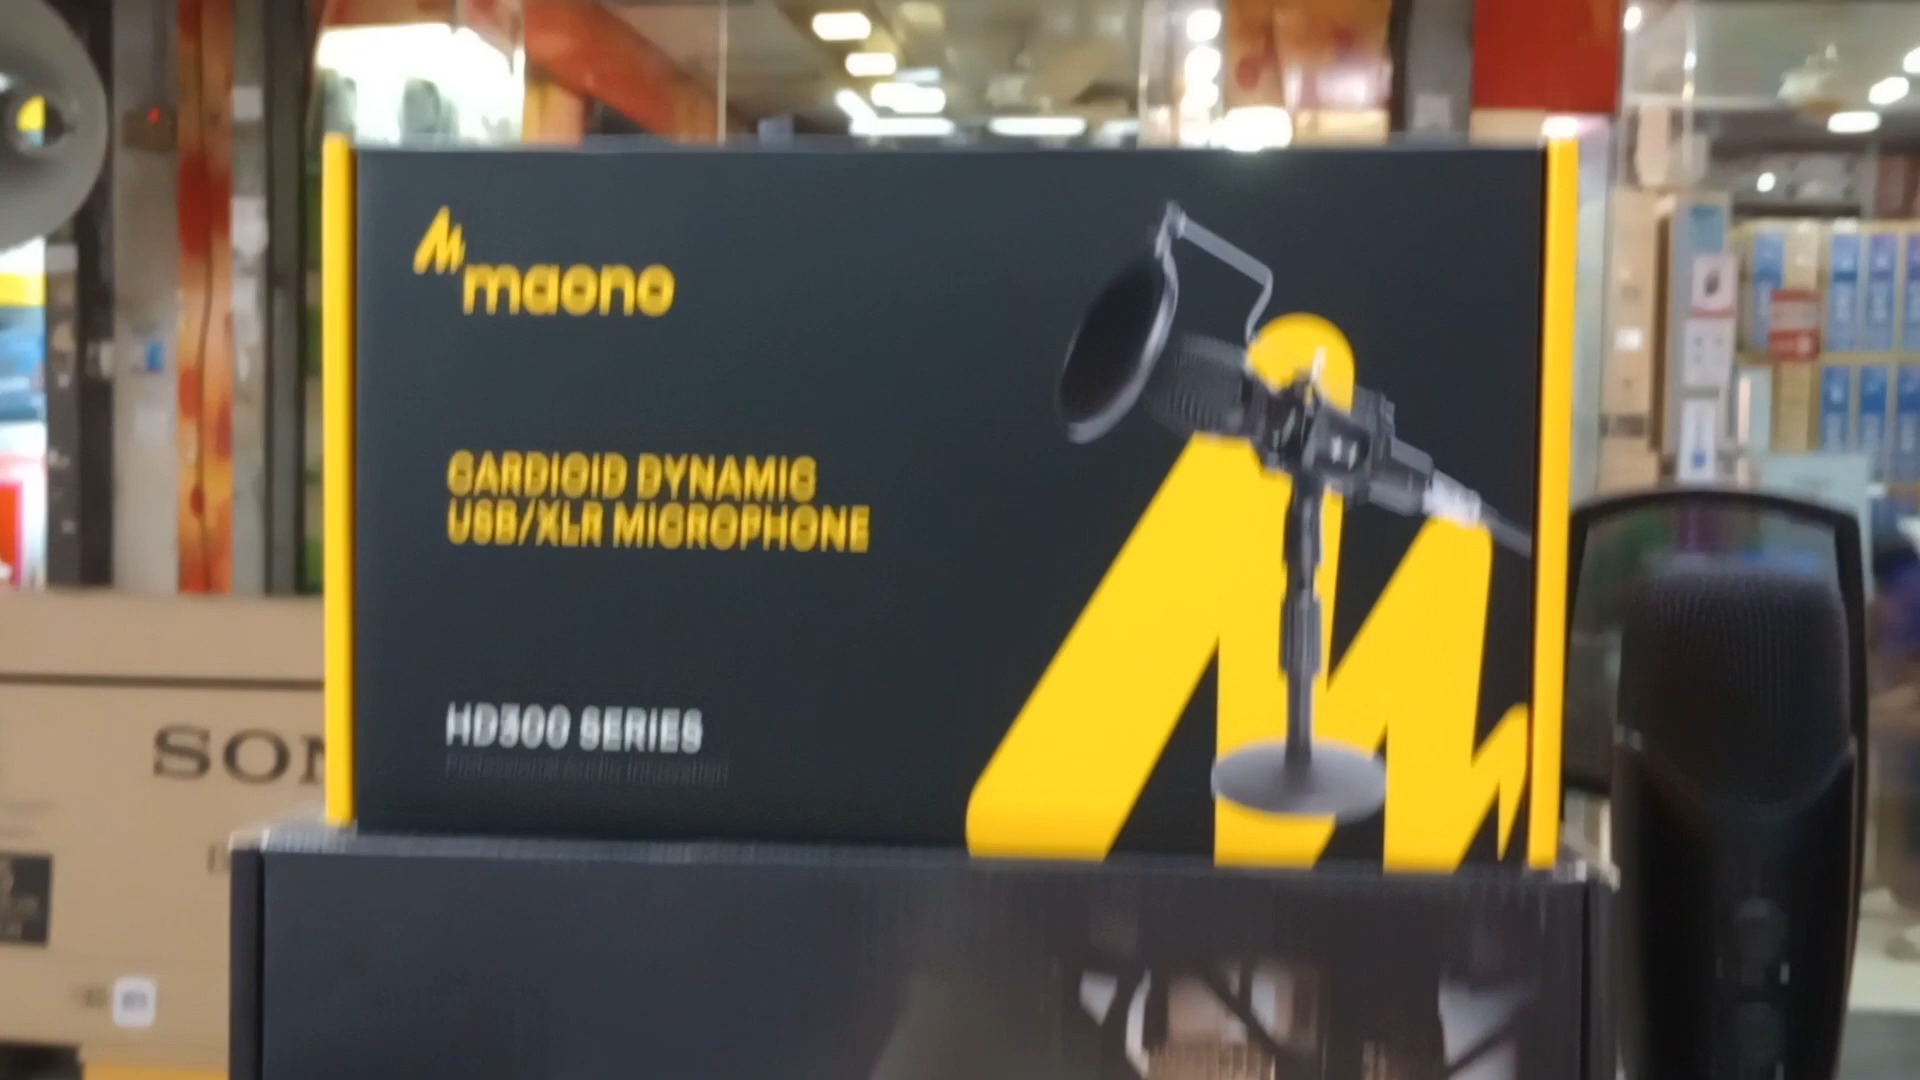 maono
CARDIOID DYNAMIC
USB/XLR MICROPHONE
HD300 SERIES
SON